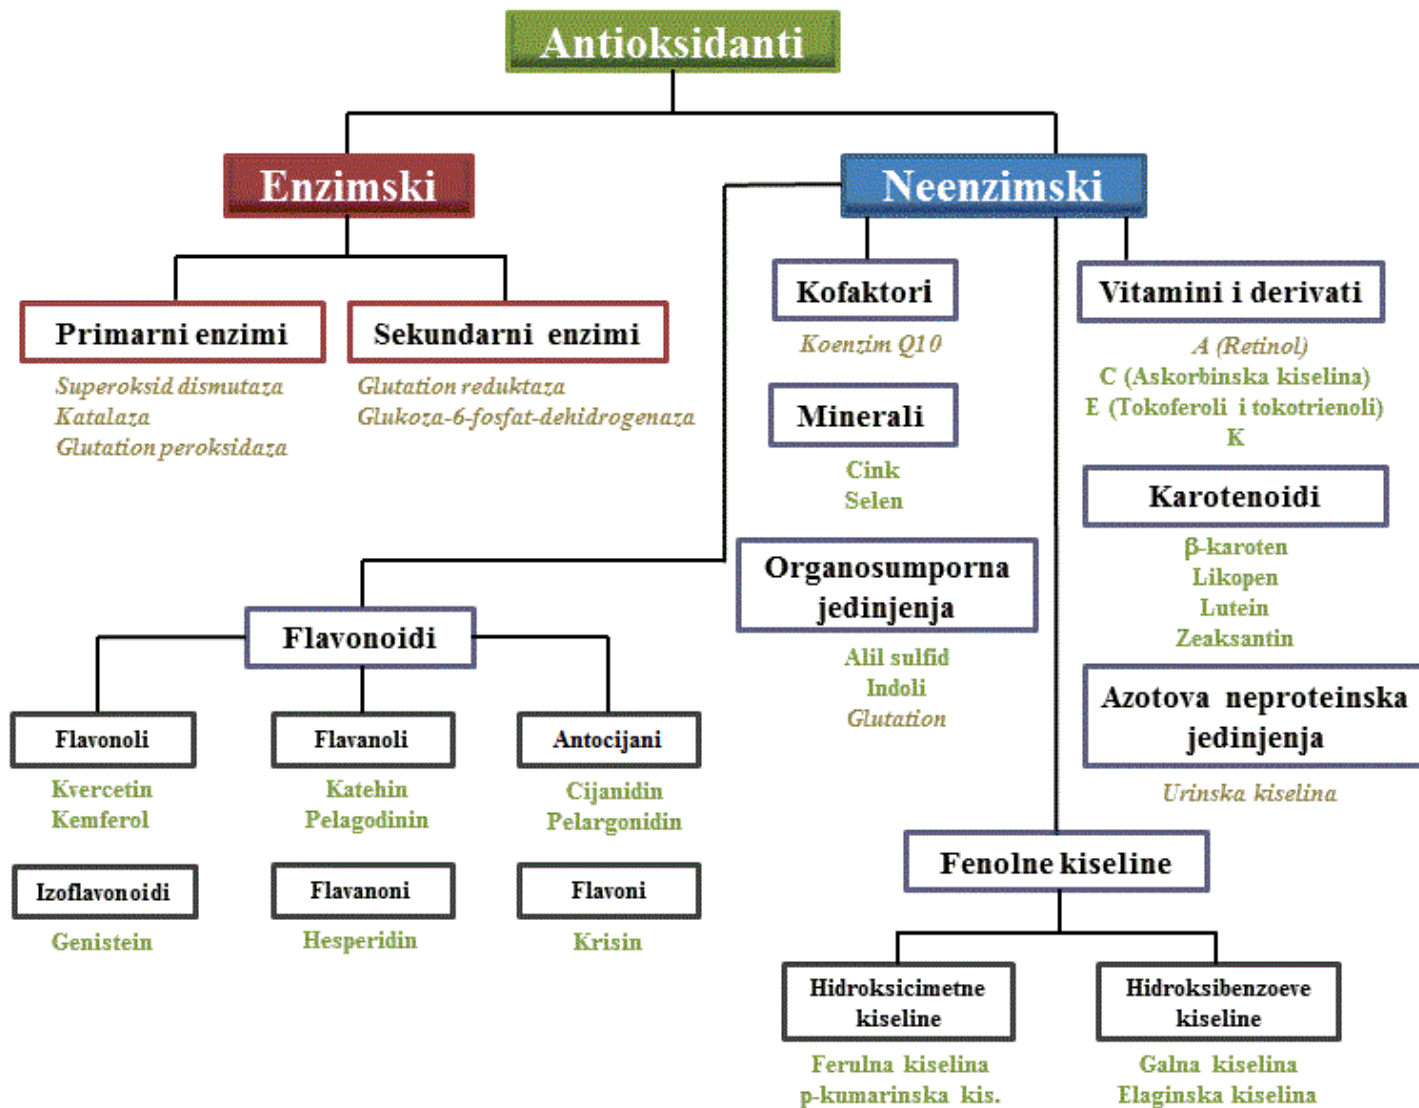 Antioksidanti
Enzimski
Neenzimski
Primarni enzimi
Superoksid dismutaza
Katalaza
Glutation peroksidaza
Sekundarni enzimi
Glutation reduktaza
Glukoza-6-fosfat-dehidrogenaza
Kofaktori
Koenzim Q10
Minerali
Cink
Selen
Organosumporna
jedinjenja
Alil sulfid
Indoli
Glutation
Vitamini i derivati
A (Retinol)
C (Askorbinska kiselina)
E (Tokoferoli i tokotrienoli)
K
Karotenoidi
β-karoten
Likopen
Lutein
Zeaksantin
Azotova neproteinska
jedinjenja
Urinska kiselina
Flavonoidi
Flavonoli
Kvercetin
Kemferol
Flavanoli
Katehin
Pelagodinin
Antocijani
Cijanidin
Pelargonidin
Izoflavonoidi
Genistein
Flavanoni
Hesperidin
Flavoni
Krisin
Fenolne kiseline
Hidroksicimetne
kiseline
Ferulna kiselina
p-kumarinska kis.
Hidroksibenzoeve
kiseline
Galna kiselina
Elaginska kiselina